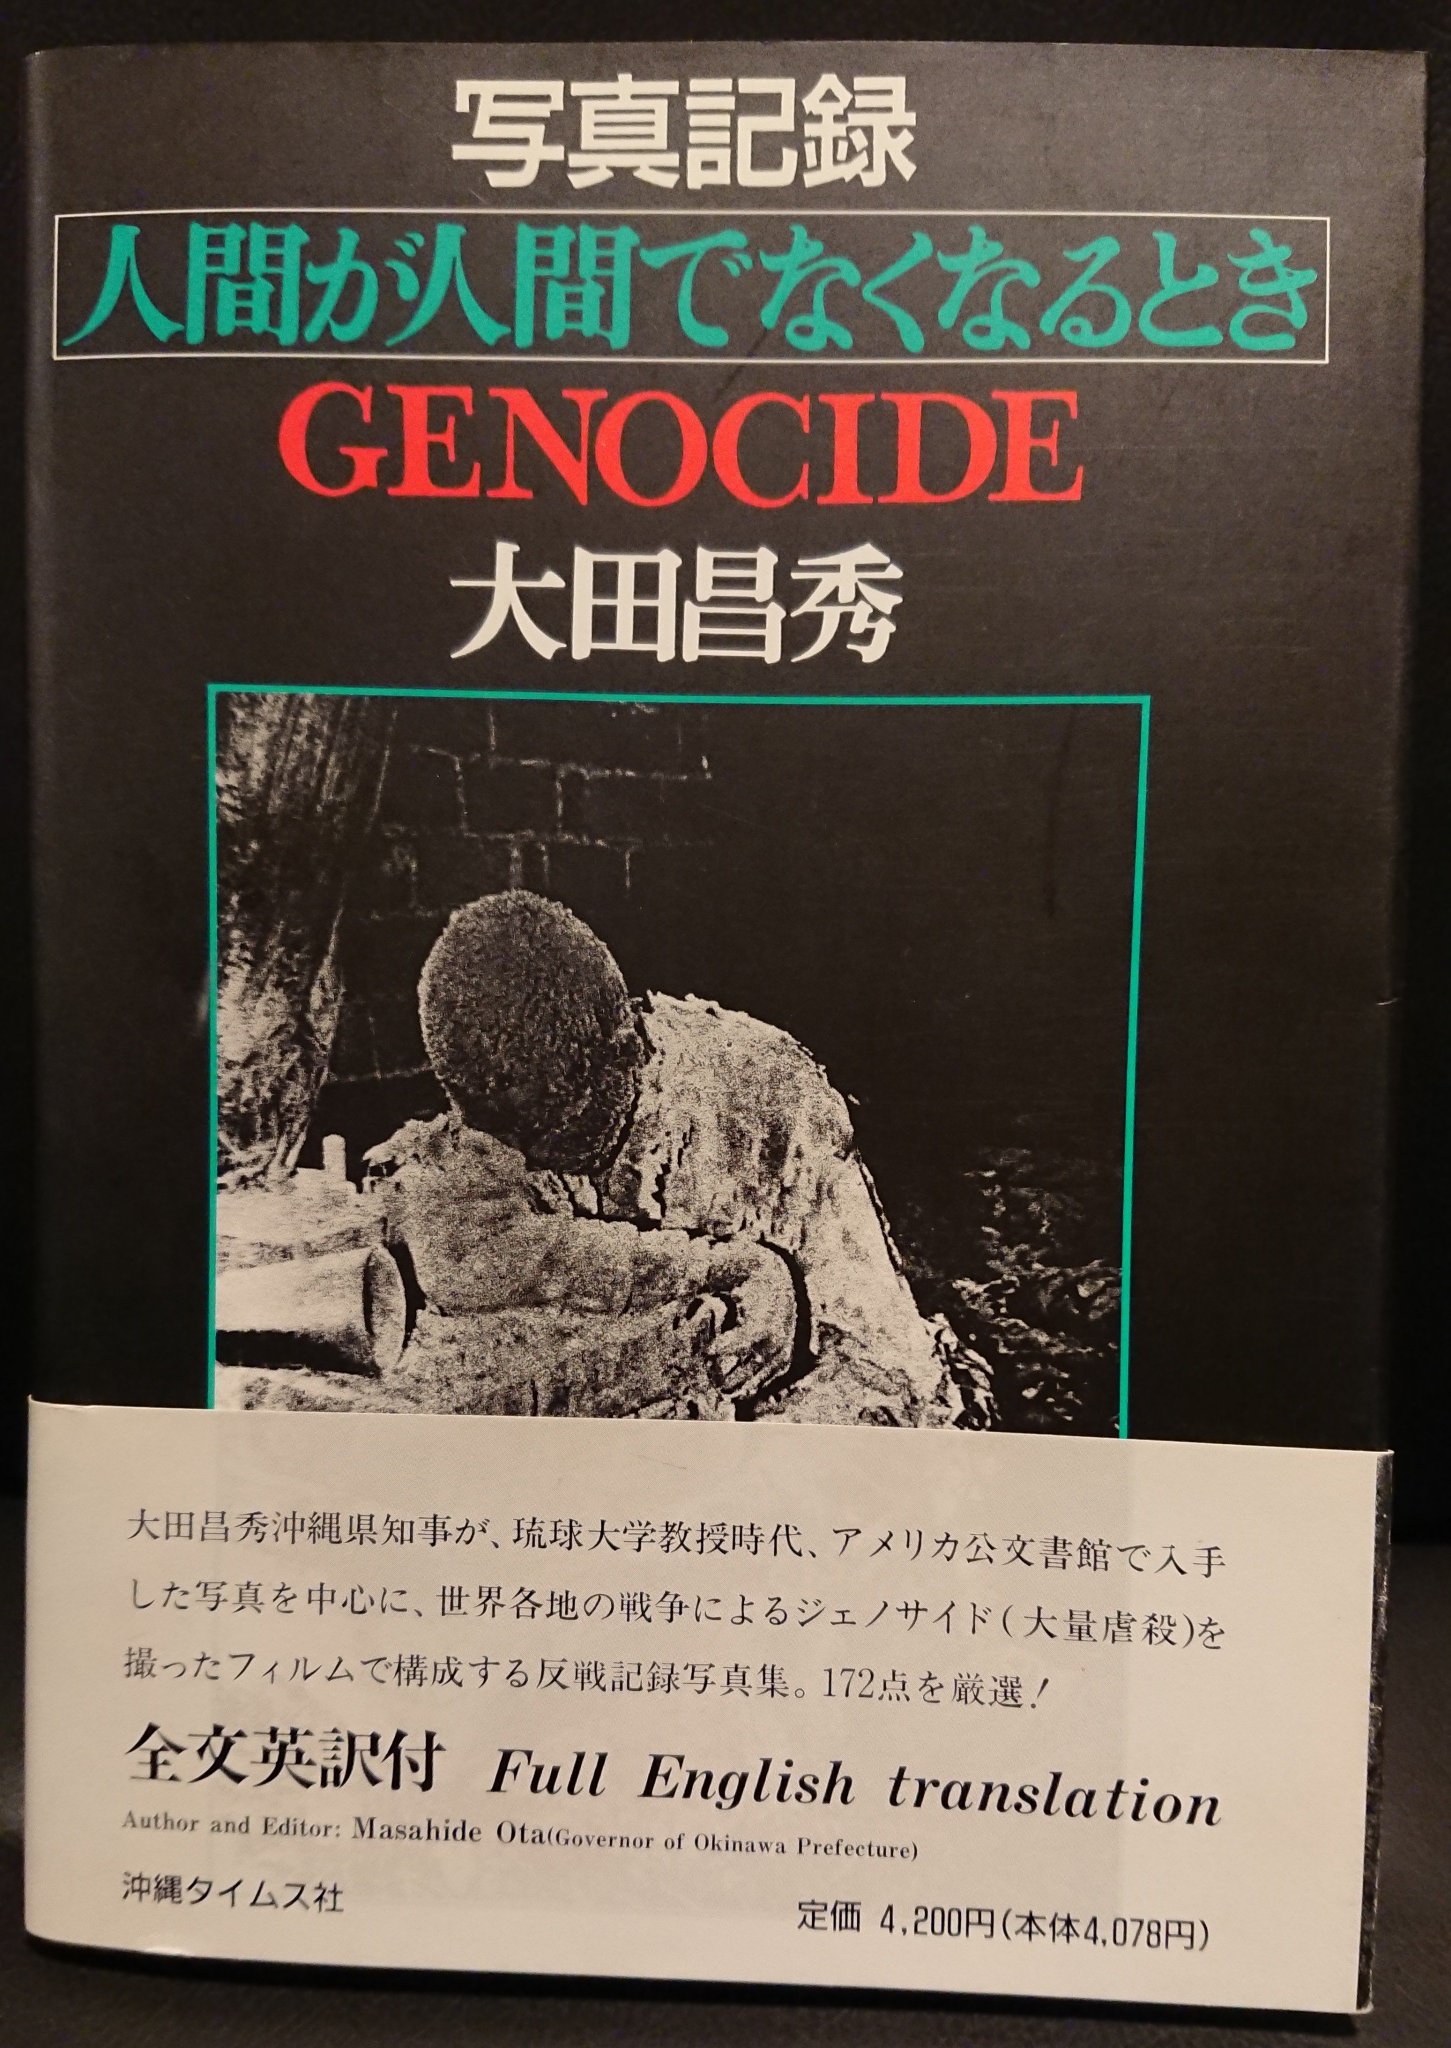 写真記録
人間が人間でなくなるとき
GENOCIDE
大田昌秀
大田昌秀沖縄県知事が、琉球大学教授時代、アメリカ公文書館で入手
した写真を中心に、世界各地の戦争によるジェノサイド(大量虐殺)を
撮ったフィルムで構成する反戦記録写真集。172点を厳選!
全文英訳付 Full English translation
Author and Editor: Masahide Ota(Governor of Okinawa Prefecture)
沖縄タイムス社
定価 4,200円(本体4,078円)